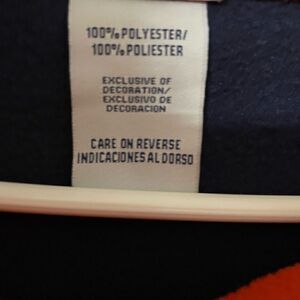 100% POLYESTER/
100% POLIESTER
EXCLUSIVE OF
DECORATION/
EXCLUSIVO DE
DECORACION
CARE ON REVERSE
INDICACIONES AL DORSO